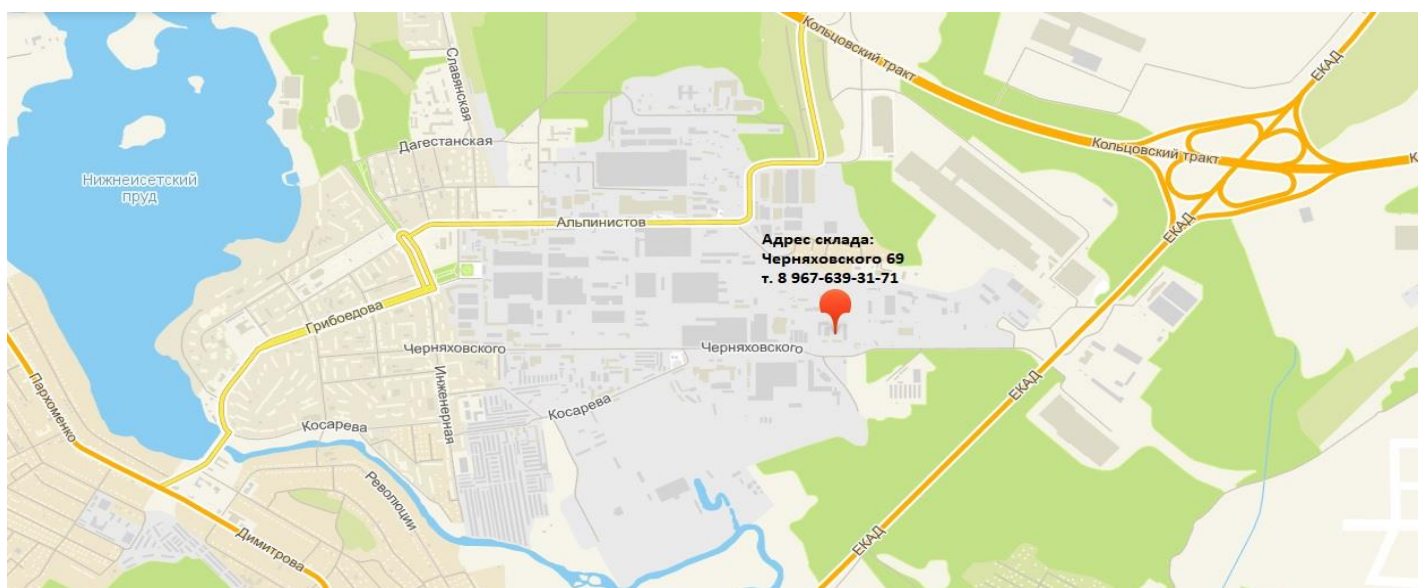 Кольцовский тракт
ЕКАД
Славянская
Дагестанская
Кольцовский тракт
Нижнеисетский
пруд
Альпинистов
ЕКАД
Адрес склада:
Черняховского 69
т. 8 967-639-31-71
Грибоедова
Черняховского
Черняховского
Пархоменко
Инженерная
ЕКАД
Косарева
Косарева
Революции
Димитрова
ЕКАД